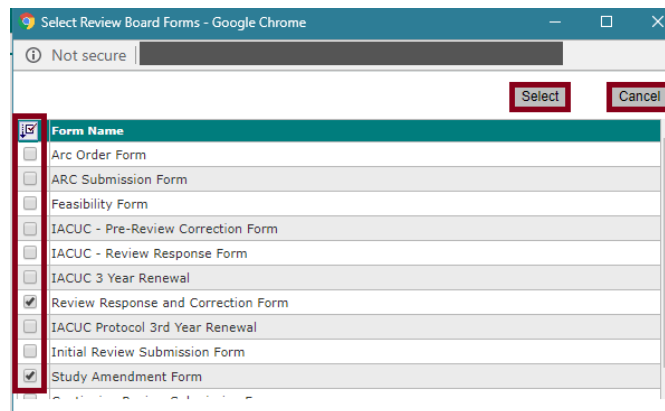 Select Review Board Forms - Google Chrome
Not secure
Select Cancel
Form Name
Arc Order Form
ARC Submission Form
Feasibility Form
IACUC - Pre-Review Correction Form
IACUC - Review Response Form
IACUC 3 Year Renewal
Review Response and Correction Form
IACUC Protocol 3rd Year Renewal
Initial Review Submission Form
Study Amendment Form